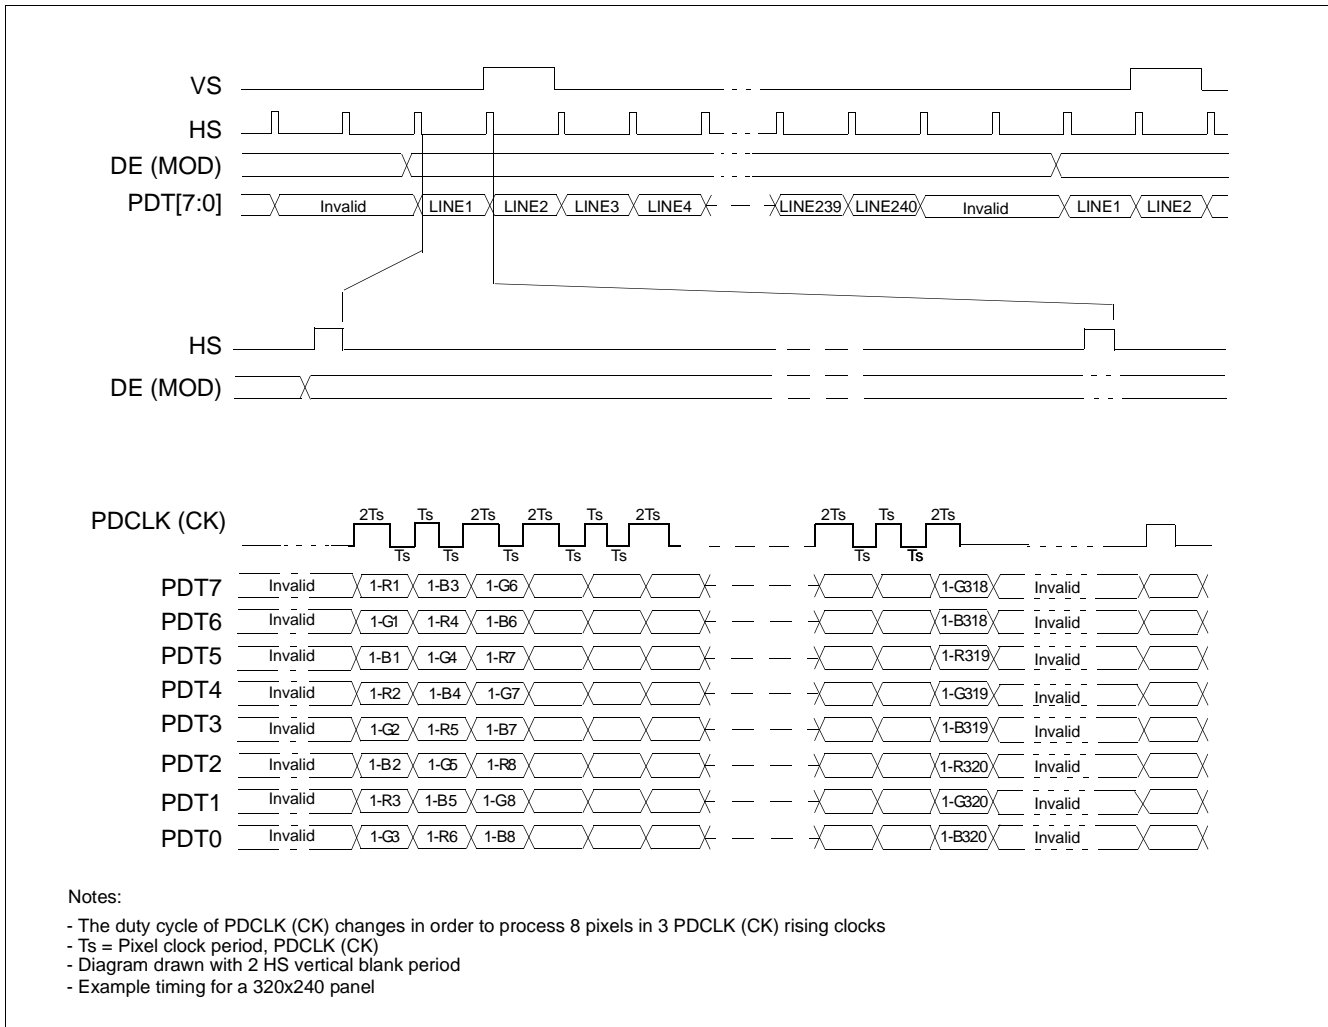 VS
HS
DE (MOD)
PDT[7:0] Invalid LINE1 LINE2 LINE3 LINE4 LINE239 LINE240 Invalid LINE1 LINE2
HS
DE (MOD)
PDCLK (CK) 2Ts Ts 2Ts 2Ts Ts 2Ts 2Ts Ts 2Ts
Ts Ts Ts Ts Ts Ts Ts
PDT7 Invalid 1-R1 1-B3 1-G6 1-G318 Invalid
PDT6 Invalid 1-G1 1-R4 1-B6 1-B318 Invalid
PDT5 Invalid 1-B1 1-G4 1-R7 1-R319 Invalid
PDT4 Invalid 1-R2 1-B4 1-G7 1-G319 Invalid
PDT3 Invalid 1-G2 1-R5 1-B7 1-B319 Invalid
PDT2 Invalid 1-B2 1-G5 1-R8 1-R320 Invalid
PDT1 Invalid 1-R3 1-B5 1-G8 1-G320 Invalid
PDT0 Invalid 1-G3 1-R6 1-B8 1-B320 Invalid
Notes:
- The duty cycle of PDCLK (CK) changes in order to process 8 pixels in 3 PDCLK (CK) rising clocks
- Ts = Pixel clock period, PDCLK (CK)
- Diagram drawn with 2 HS vertical blank period
- Example timing for a 320x240 panel